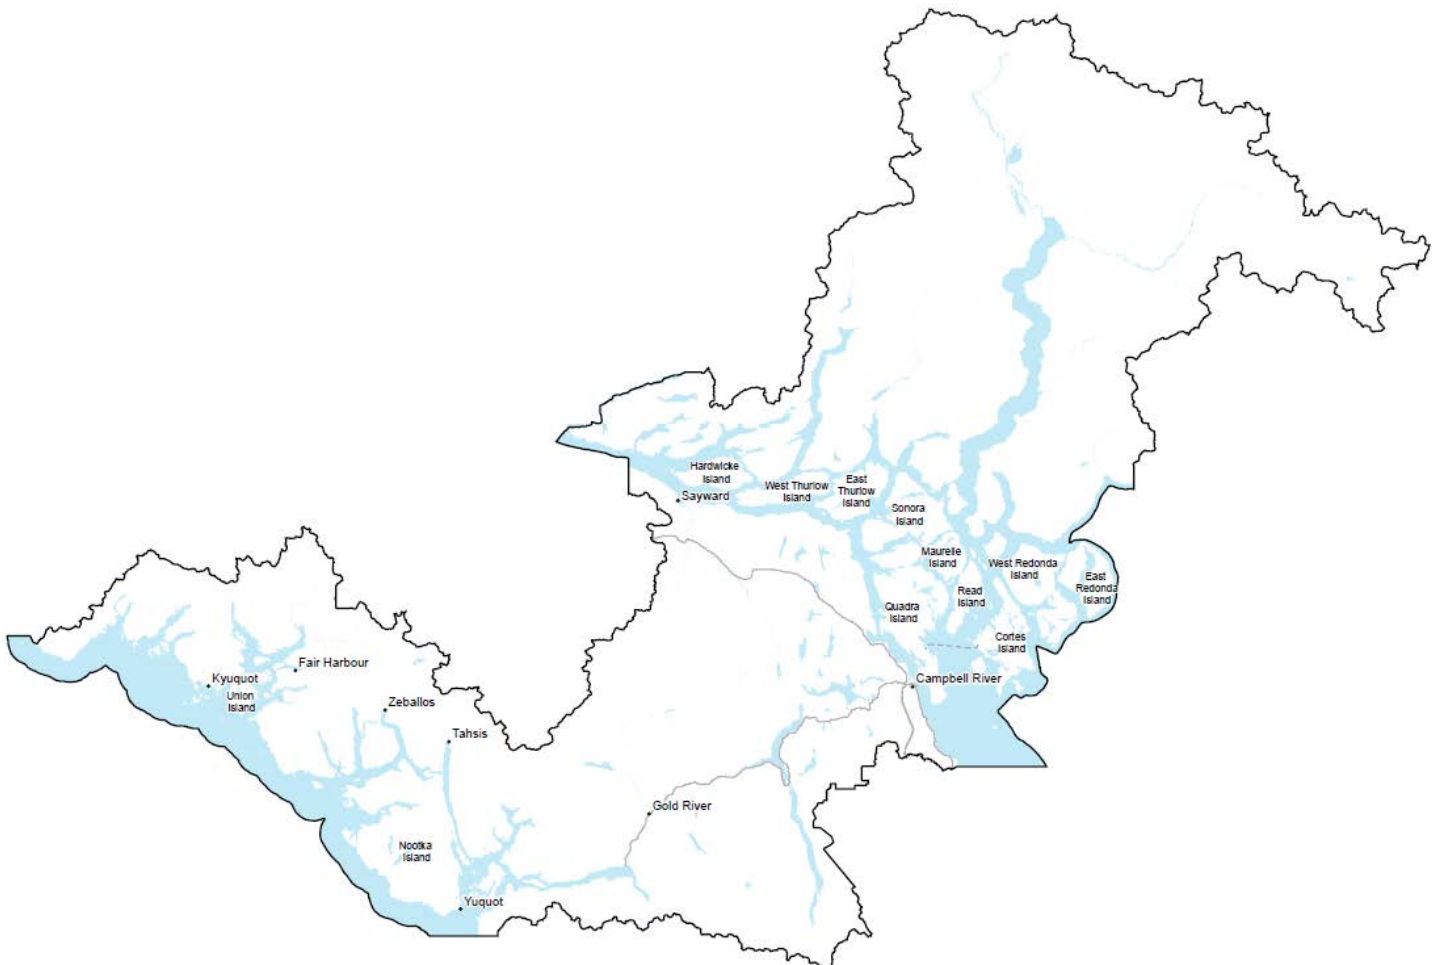 Hardwicke
Island
Sayward
West Thurlow
Island
East
Thurlow
Island
Sonora
Island
Maurelle
Island
West Redonda
Island
East
Redonda
Island
Read
Island
Quadra
Island
Cortes
Island
Campbell River
Fair Harbour
Kyuquot
Union
Island
Zeballos
Tahsis
Gold River
Nootka
Island
Yuquot